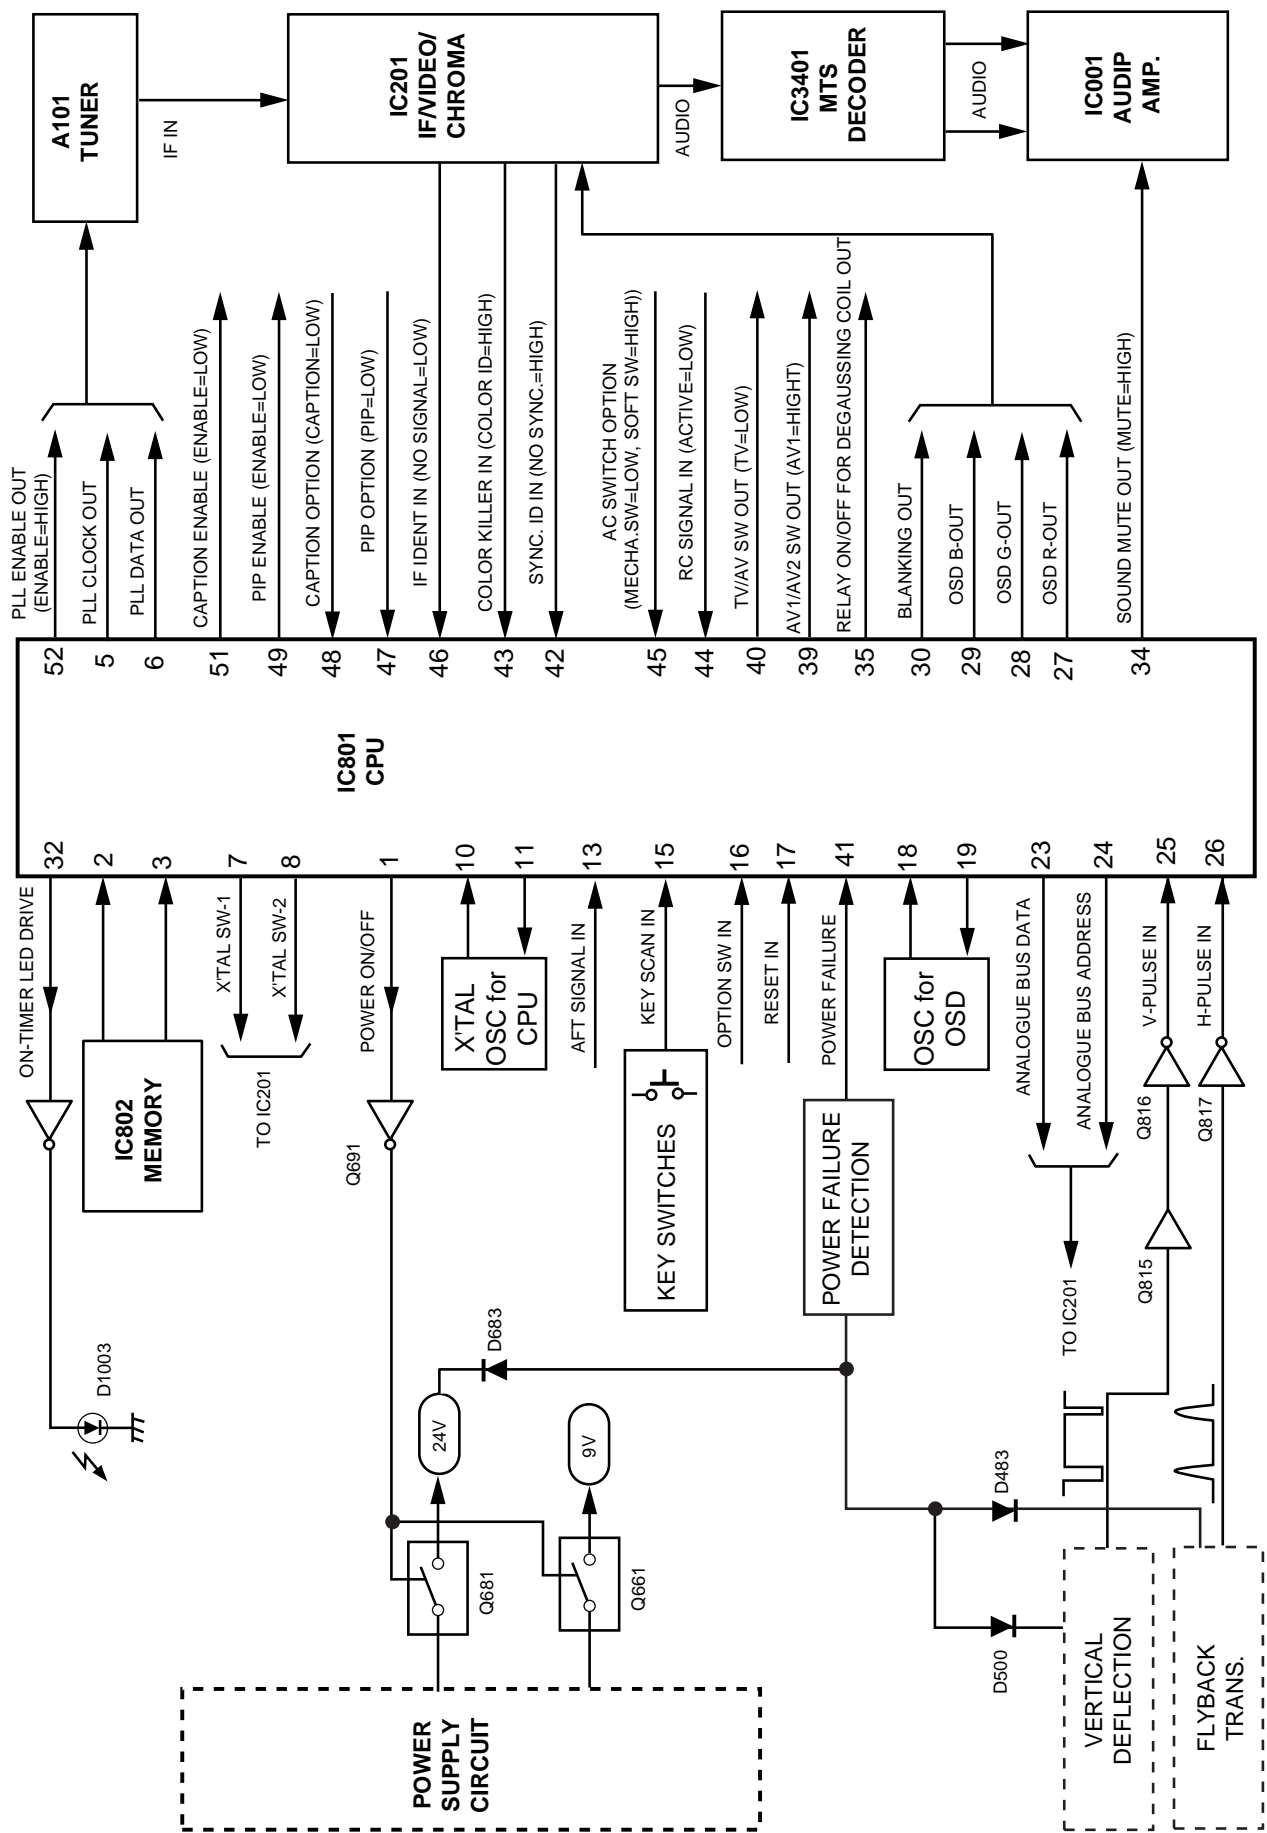 A101
TUNER
IF IN
IC201
IF/VIDEO/
CHROMA
AUDIO
IC3401
MTS
DECODER
AUDIO
IC001
AUDIP
AMP.
PLL ENABLE OUT
(ENABLE=HIGH)
PLL CLOCK OUT
PLL DATA OUT
CAPTION ENABLE (ENABLE=LOW)
PIP ENABLE (ENABLE=LOW)
CAPTION OPTION (CAPTION=LOW)
PIP OPTION (PIP=LOW)
IF IDENT IN (NO SIGNAL=LOW)
COLOR KILLER IN (COLOR ID=HIGH)
SYNC. ID IN (NO SYNC.=HIGH)
AC SWITCH OPTION
(MECHA.SW=LOW, SOFT SW=HIGH))
RC SIGNAL IN (ACTIVE=LOW)
TV/AV SW OUT (TV=LOW)
AV1/AV2 SW OUT (AV1=HIGHT)
RELAY ON/OFF FOR DEGAUSSING COIL OUT
BLANKING OUT
OSD B-OUT
OSD G-OUT
OSD R-OUT
SOUND MUTE OUT (MUTE=HIGH)
52
5
6
51
49
48
47
46
43
42
45
44
40
39
35
30
29
28
27
34
IC801
CPU
32
2
3
7
8
1
10
11
13
15
16
17
41
18
19
23
24
25
26
ON-TIMER LED DRIVE
X'TAL SW-1
X'TAL SW-2
POWER ON/OFF
AFT SIGNAL IN
KEY SCAN IN
OPTION SW IN
RESET IN
POWER FAILURE
ANALOGUE BUS DATA
ANALOGUE BUS ADDRESS
V-PULSE IN
H-PULSE IN
IC802
MEMORY
TO IC201
Q691
X'TAL
OSC for
CPU
KEY SWITCHES
POWER FAILURE
DETECTION
OSC for
OSD
TO IC201
Q816
Q817
Q815
D1003
D683
24V
9V
Q681
Q661
D483
D500
POWER
SUPPLY
CIRCUIT
VERTICAL
DEFLECTION
FLYBACK
TRANS.